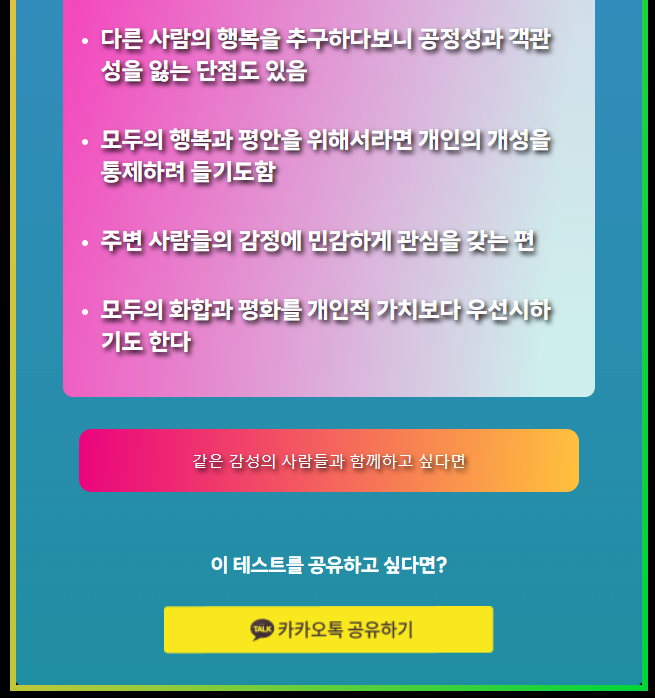 • 다른 사람의 행복을 추구하다보니 공정성과 객관
성을 잃는 단점도 있음
• 모두의 행복과 평안을 위해서라면 개인의 개성을
통제하려 들기도함
• 주변 사람들의 감정에 민감하게 관심을 갖는 편
• 모두의 화합과 평화를 개인적 가치보다 우선시하
기도 한다
같은 감성의 사람들과 함께하고 싶다면
이 테스트를 공유하고 싶다면?
TALK 카카오톡 공유하기